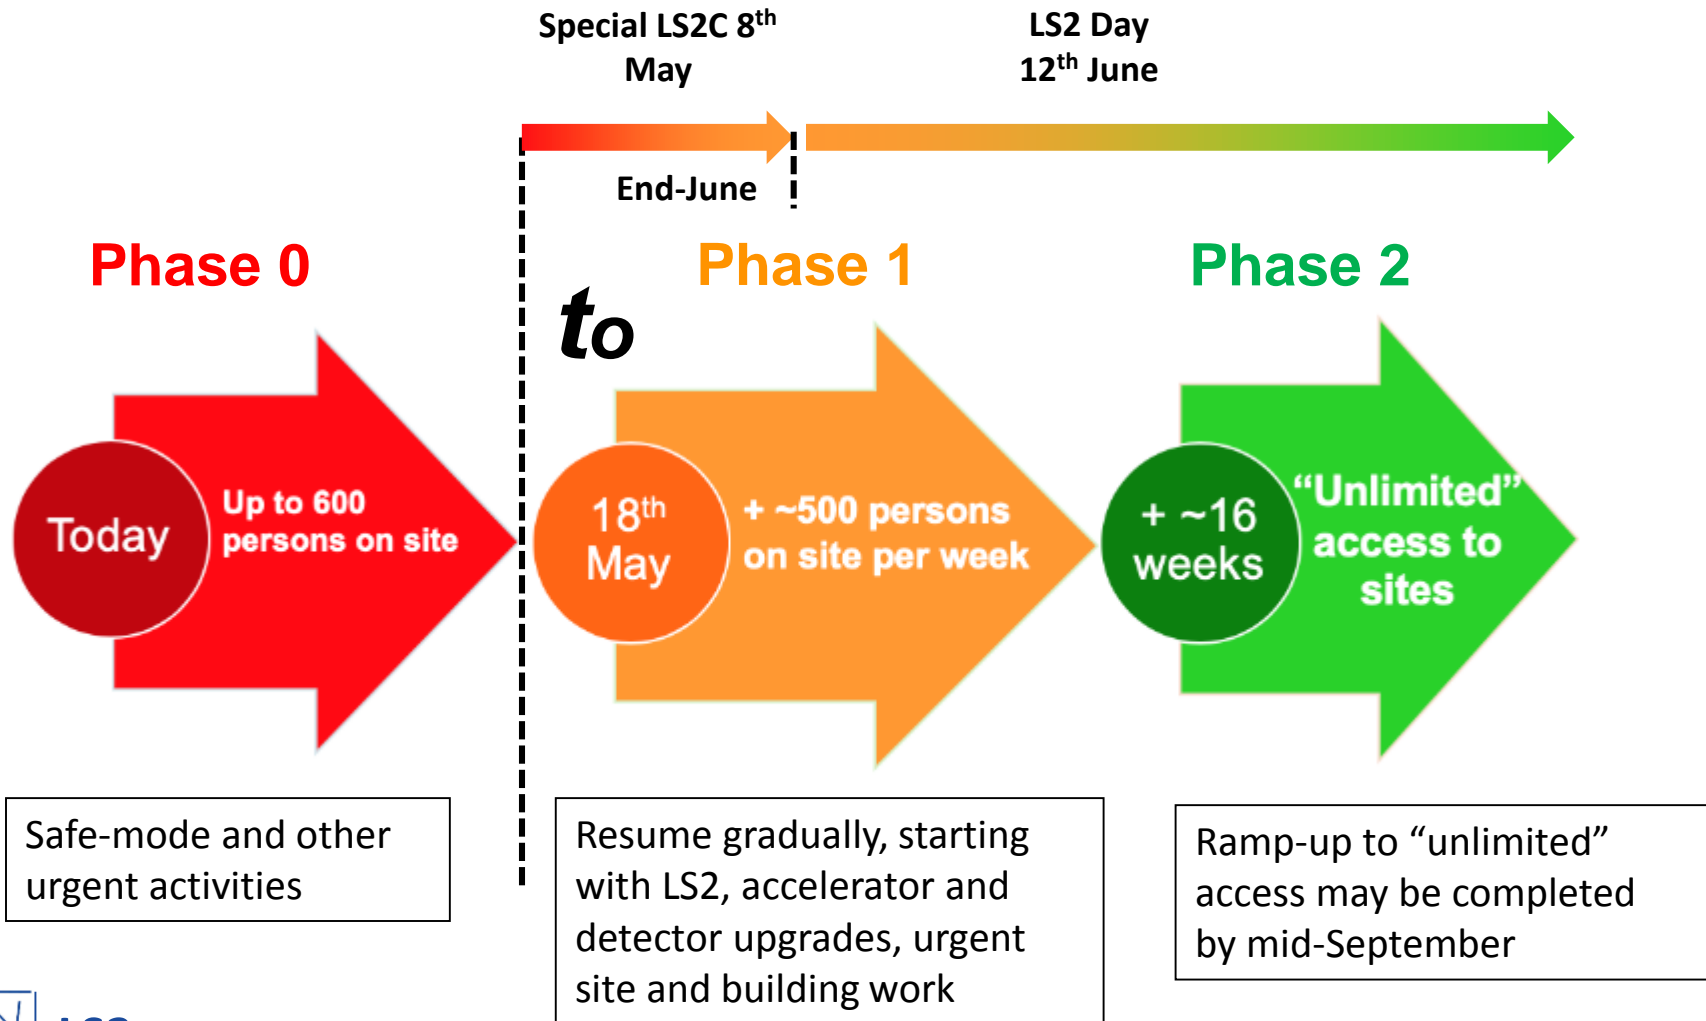 Special LS2C 8th
May
LS2 Day
12th June
End-June
Phase 0
Phase 1
Phase 2
to
Today
Up to 600
persons on site
18th
May
+ ~500 persons
on site per week
+ ~16
weeks
“Unlimited”
access to
sites
Safe-mode and other
urgent activities
Resume gradually, starting
with LS2, accelerator and
detector upgrades, urgent
site and building work
Ramp-up to “unlimited”
access may be completed
by mid-September